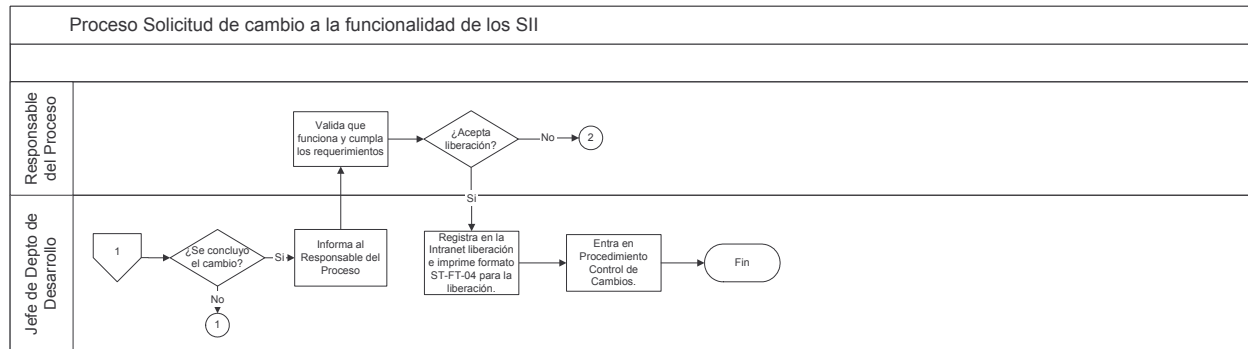 Proceso Solicitud de cambio a la funcionalidad de los SII
Responsable
del Proceso
Valida que
funciona y cumpla
los requerimientos
¿Acepta
liberación?
No
2
Si
Jefe de Depto de
Desarrollo
1
¿Se concluyo
el cambio?
Si
No
1
Informa al
Responsable del
Proceso
Registra en la
Intranet liberación
e imprime formato
ST-FT-04 para la
liberación.
Entra en
Procedimiento
Control de
Cambios.
Fin